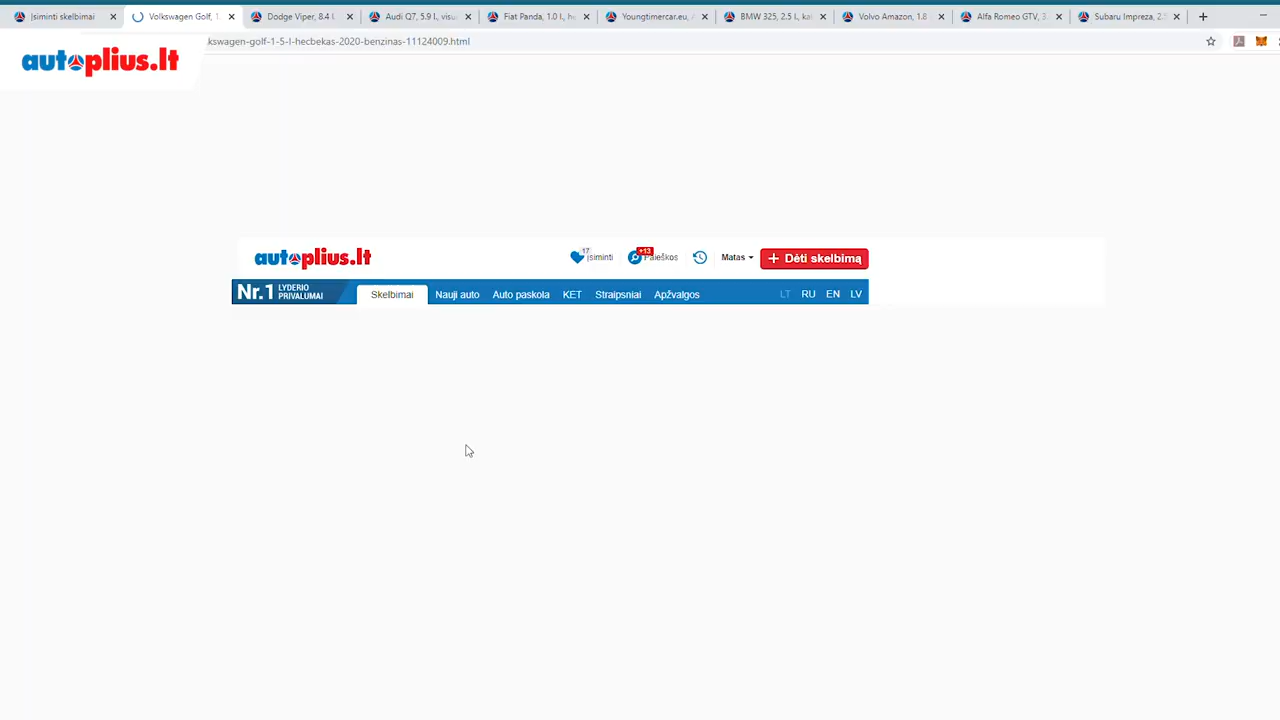 Įsiminti skelbimai
Volkswagen Golf, 1.
Dodge Viper, 8.4 l
Audi Q7, 5.9 l., visu
Fiat Panda, 1.0 l., h
Youngtimer.eu, A
BMW 325, 2.5 l., kai
Volvo Amazon, 1.8
Alfa Romeo GTV, 3.
Subaru Impreza, 2.5
kswagen-golf-1-5-l-hecbekas-2020-benzinas-11124009.html
autoplius.lt
autoplius.lt
17
Įsiminti
+13
Paieškos
Matas
+ Dėti skelbimą
Nr.1 LYDERIO
PRIVALUMAI
Skelbimai
Nauji auto
Auto paskola
KET
Straipsniai
Apžvalgos
LT
RU
EN
LV